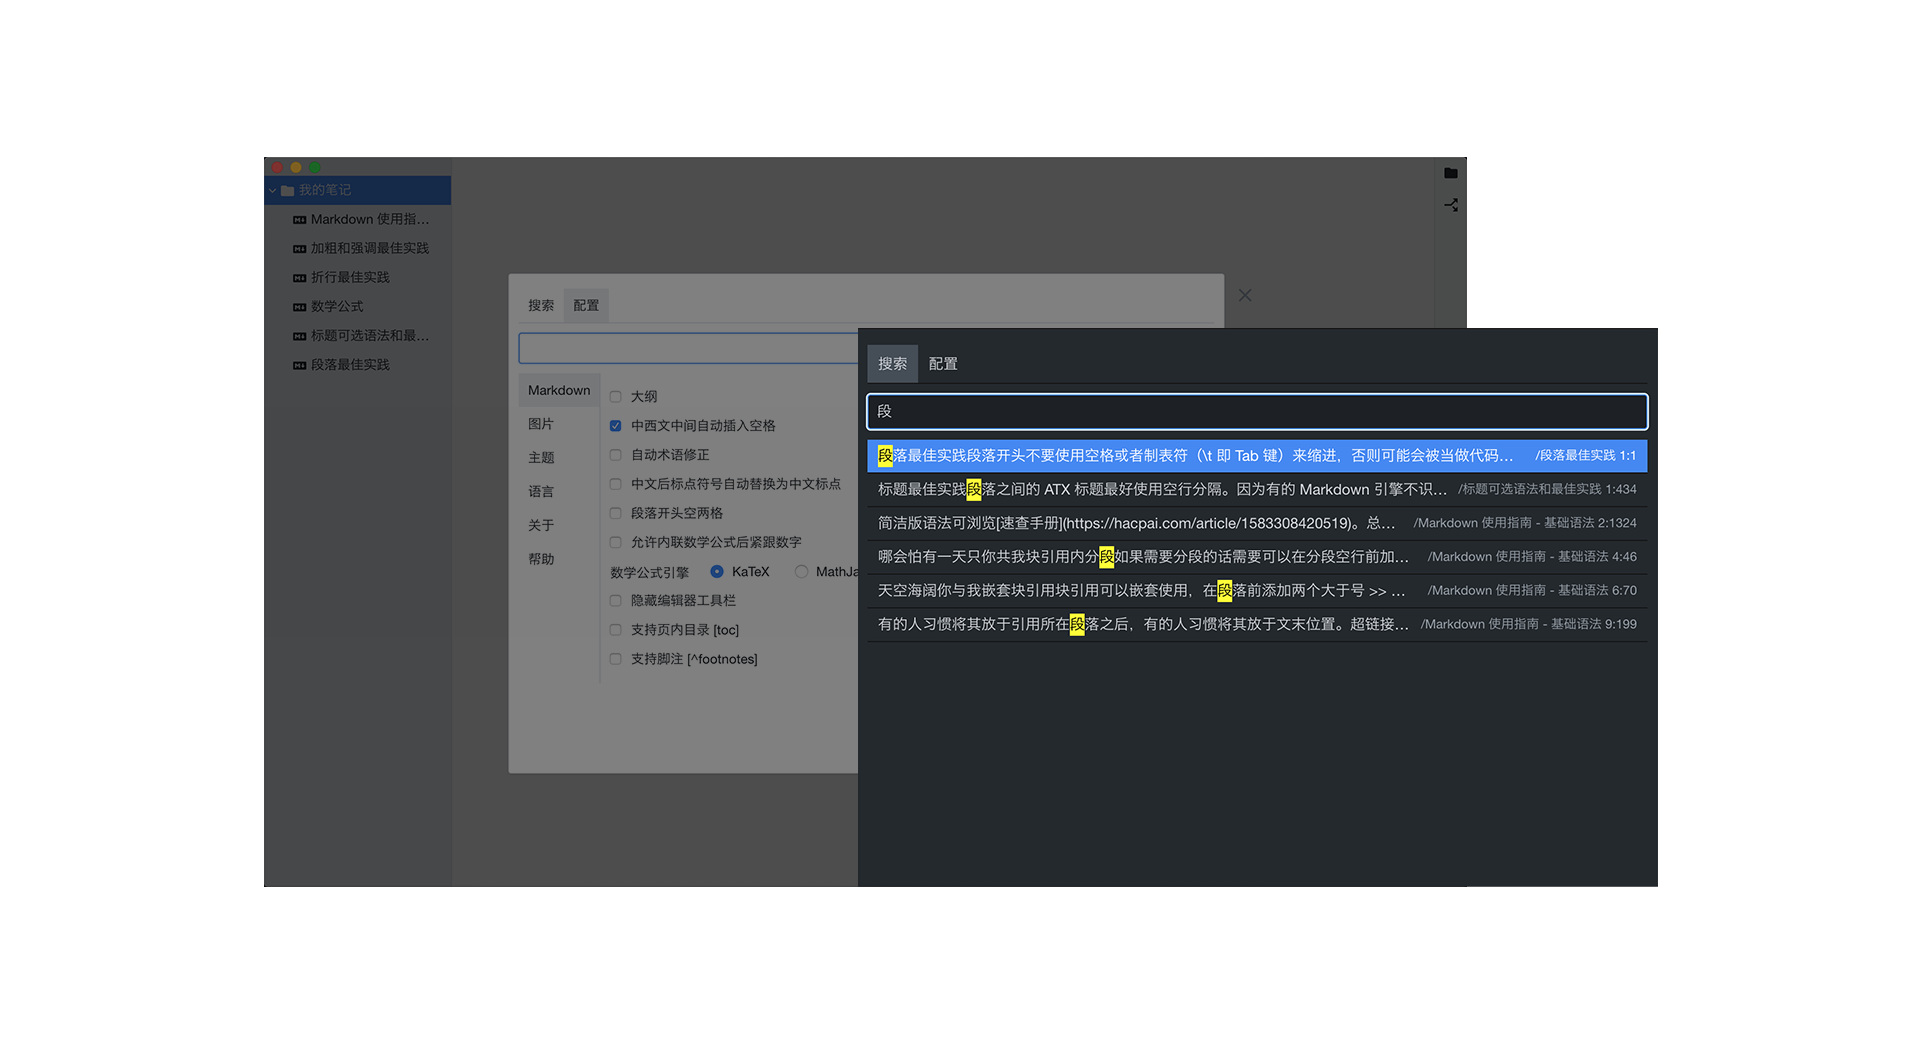 我的笔记
Markdown 使用指...
加粗和强调最佳实践
折行最佳实践
数学公式
标题可选语法和最...
段落最佳实践
搜索 配置
Markdown
图片
主题
语言
关于
帮助
大纲
中西文中间自动插入空格
自动术语修正
中文后标点符号自动替换为中文标点
段落开头空两格
允许内联数学公式后紧跟数字
数学公式引擎 KaTeX MathJa
隐藏编辑器工具栏
支持页内目录 [toc]
支持脚注 [^footnotes]
搜索 配置
段
段落最佳实践段落开头不要使用空格或者制表符（\t 即 Tab 键）来缩进，否则可能会被当做代码... /段落最佳实践 1:1
标题最佳实践段落之间的 ATX 标题最好使用空行分隔。因为有的 Markdown 引擎不识... /标题可选语法和最佳实践 1:434
简洁版语法可浏览[速查手册](https://hacpai.com/article/1583308420519)。总... /Markdown 使用指南 - 基础语法 2:1324
哪会怕有一天只你共我块引用内分段如果需要分段的话需要可以在分段空行前加... /Markdown 使用指南 - 基础语法 4:46
天空海阔你与我嵌套块引用块引用可以嵌套使用，在段落前添加两个大于号 >> ... /Markdown 使用指南 - 基础语法 6:70
有的人习惯将其放于引用所在段落之后，有的人习惯将其放于文末位置。超链接... /Markdown 使用指南 - 基础语法 9:199